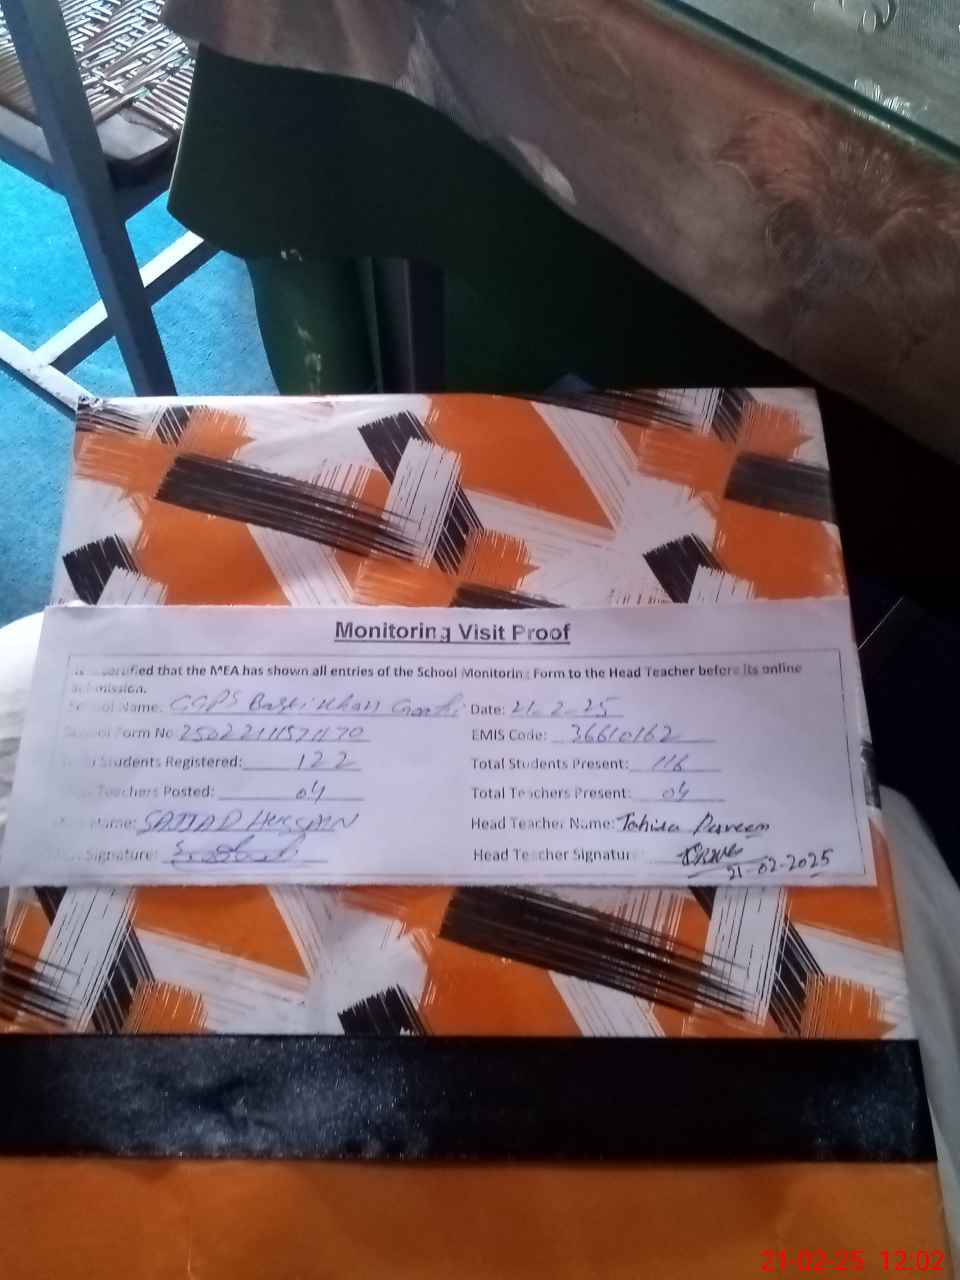 Monitoring Visit Proof
certified that the MEA has shown all entries of the School Monitoring Form to the Head Teacher before its online
submission.
School Name: GGPS Basti Khan Date: 21-2-25
School Form No EMIS Code: 36610162
Total Students Registered: 122 Total Students Present: 116
Total Teachers Posted: 04 Total Teachers Present: 04
Name: SAJJAD HUSSAIN Head Teacher Name: Tahira Parveen
Signature: Head Teacher Signature:
21-02-2025
21-02-25 12:02